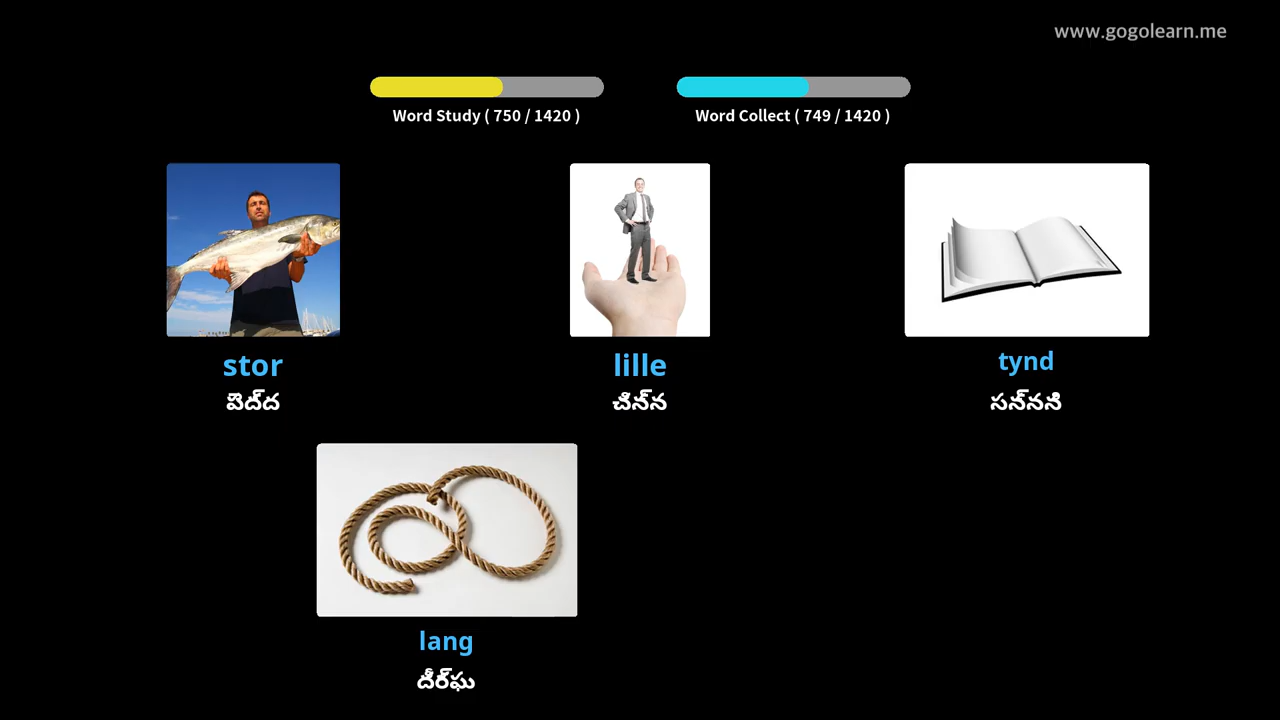 www.gogolearn.me
Word Study ( 750 / 1420 )
Word Collect ( 749 / 1420 )
stor
పెద్ద
lille
చిన్న
tynd
సన్నని
lang
దీర్ఘ